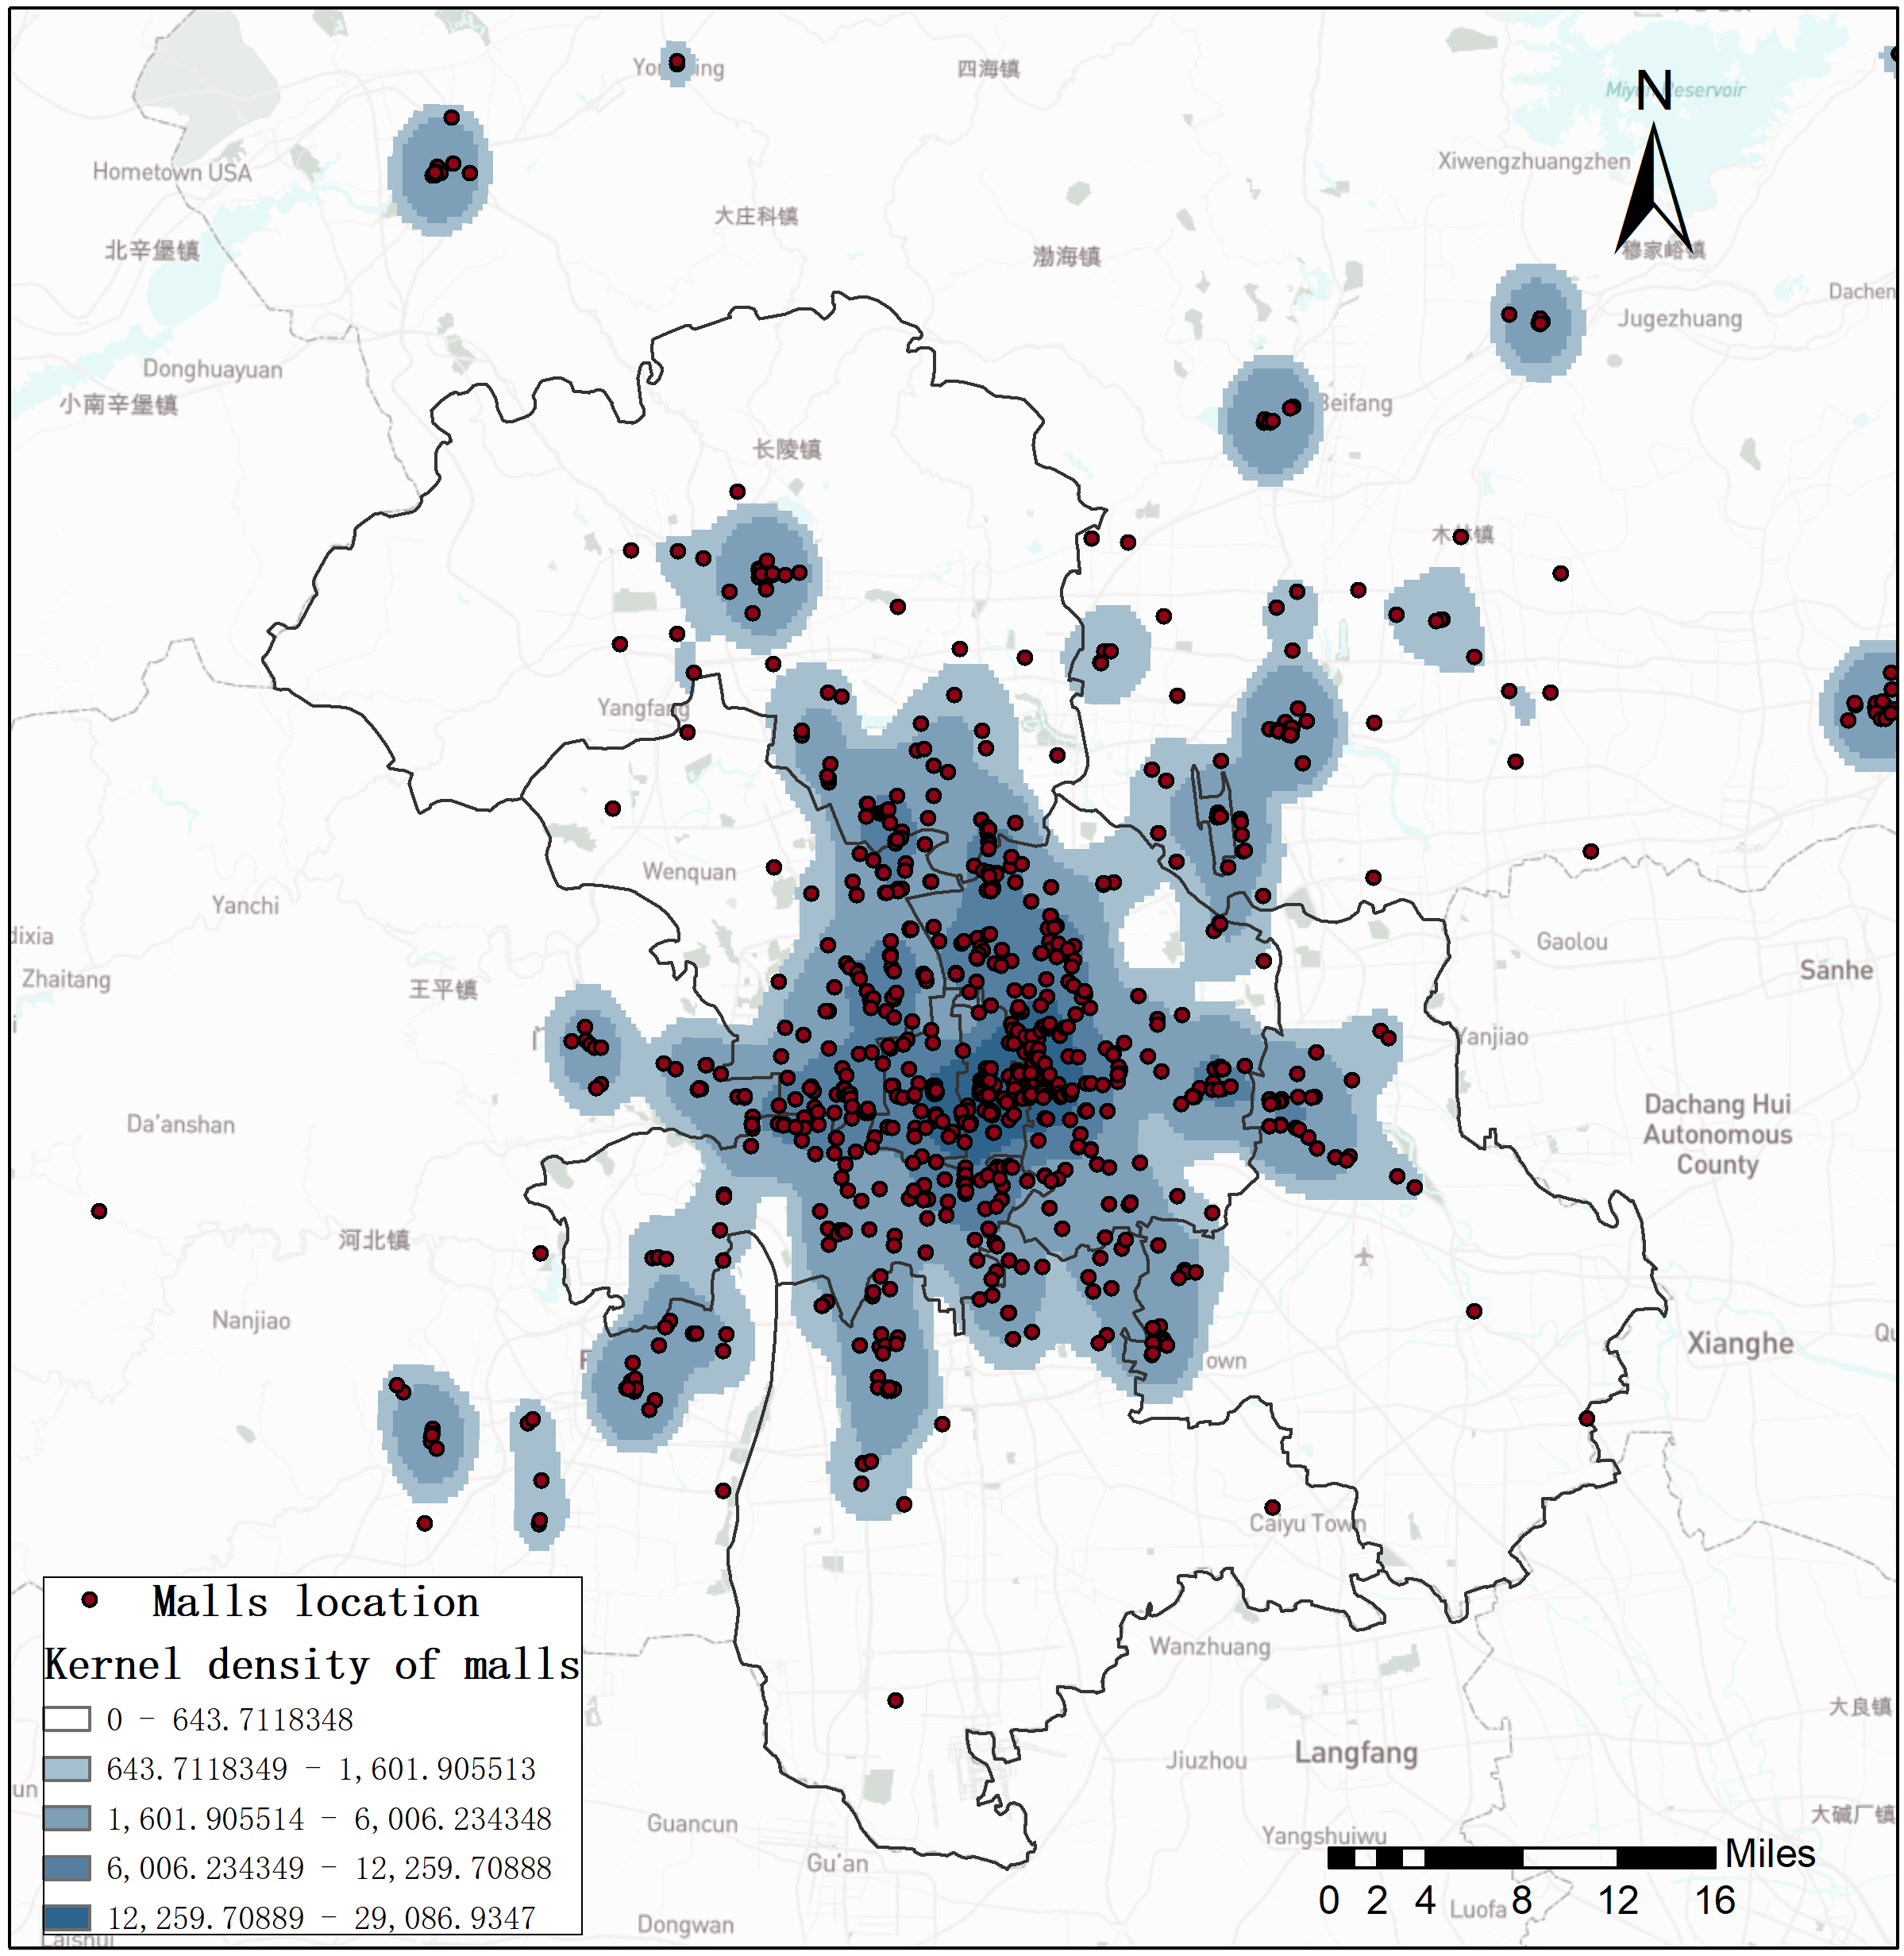 四海镇
Miyun Reservoir
N
Hometown USA
Xiwengzhuangzhen
大庄科镇
北辛堡镇
渤海镇
穆家峪镇
Dachen
Jugezhuang
Donghuayuan
小南辛堡镇
Beifang
长陵镇
木林镇
Yangfang
Wenquan
Yanchi
Gaolou
dixia
Zhaitang
Sanhe
王平镇
Yanjiao
Da'anshan
Dachang Hui
Autonomous
County
河北镇
Nanjiao
Xianghe
own
Caiyu Town
Malls location
Kernel density of malls
0 - 643.7118348
643.7118349 - 1,601.905513
1,601.905514 - 6,006.234348
6,006.234349 - 12,259.70888
12,259.70889 - 29,086.9347
Wanzhuang
大良镇
Jiuzhou
Langfang
un
Guancun
大碱厂镇
Yangshuiwu
Gu'an
Miles
0 2 4 8 12 16
Luofa
Dongwan